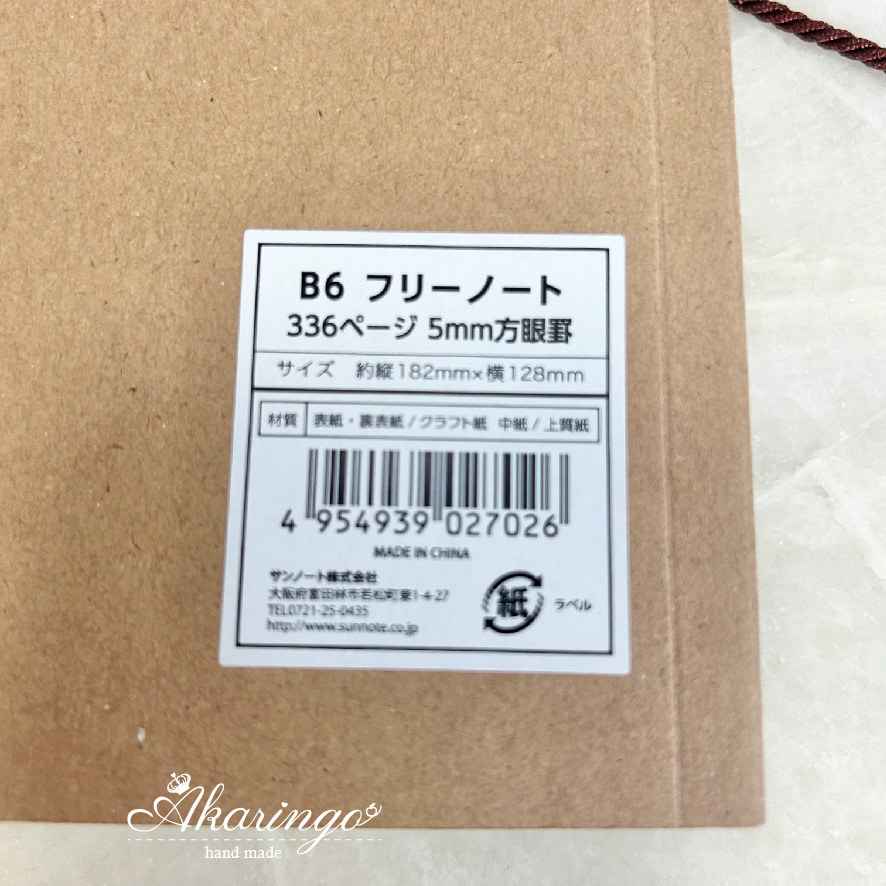 B6 フリーノート
336ページ 5mm方眼罫
サイズ 約縦182mm×横128mm
材質 表紙・裏表紙/クラフト紙 中紙/上質紙
4 954939 027026
MADE IN CHINA
サンノート株式会社
大阪府富田林市若松町東1-4-27
TEL0721-25-0435
http://www.sunnote.co.jp
紙 ラベル
Akaringo
hand made